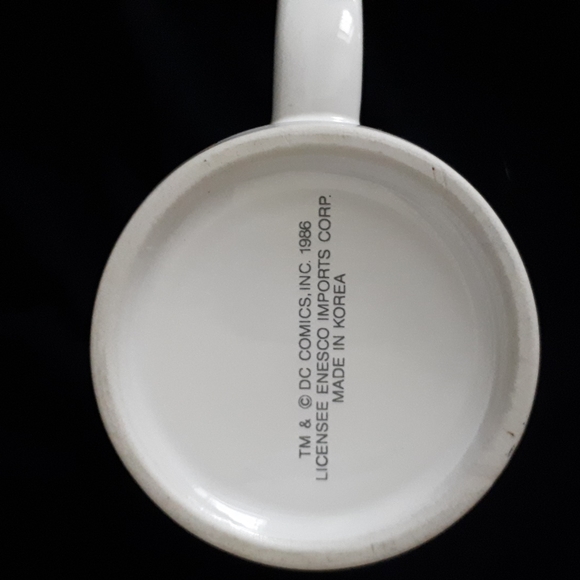 TM & © DC COMICS, INC. 1986
LICENSEE ENESCO IMPORTS CORP.
MADE IN KOREA